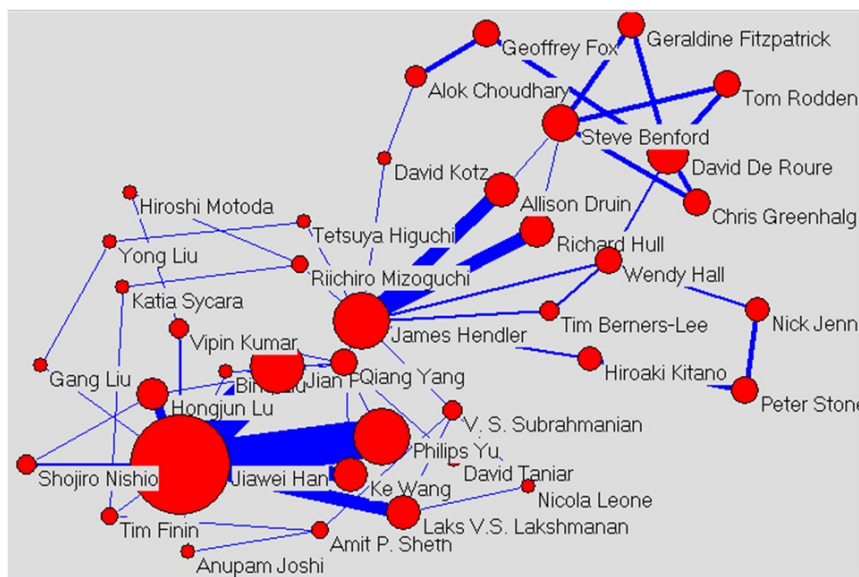 Geoffrey Fox
Geraldine Fitzpatrick
Alok Choudhary
Tom Rodden
Steve Benford
David Kotz
David De Roure
Hiroshi Motoda
Allison Druin
Chris Greenhalg
Tetsuya Higuchi
Richard Hull
Yong Liu
Riichiro Mizoguchi
Wendy Hall
Katia Sycara
James Hendler
Tim Berners-Lee
Nick Jenn
Vipin Kumar
Hiroaki Kitano
Gang Liu
Jian P
Qiang Yang
Peter Stone
Hongjun Lu
V. S. Subrahmanian
Philips Yu
Shojiro Nishio
Jiawei Han
Ke Wang
David Taniar
Nicola Leone
Tim Finin
Amit P. Sheth
Laks V.S. Lakshmanan
Anupam Joshi